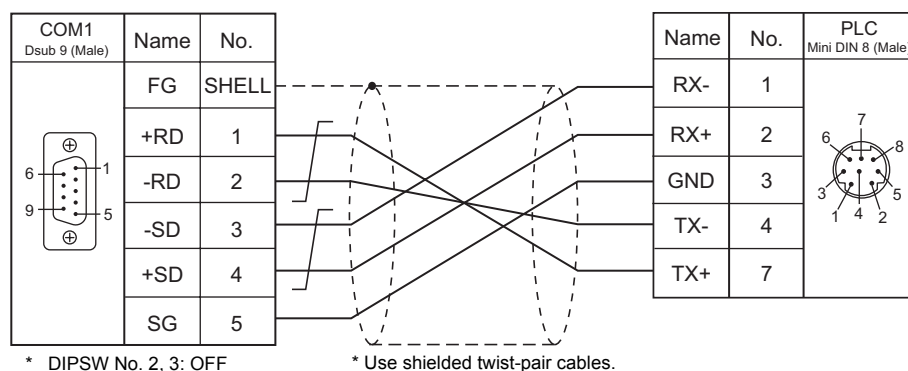 COM1
Dsub 9 (Male)
Name
No.
FG
SHELL
+RD
1
-RD
2
-SD
3
+SD
4
SG
5
6
1
9
5
Name
No.
PLC
Mini DIN 8 (Male)
RX-
1
RX+
2
GND
3
TX-
4
TX+
7
7
6
8
3
5
1
4
2
* DIPSW No. 2, 3: OFF
* Use shielded twist-pair cables.